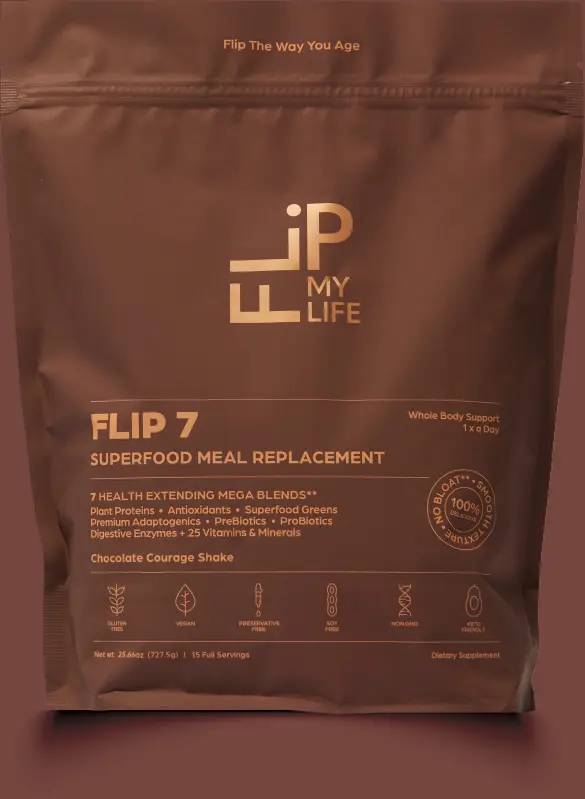 Flip The Way You Age
FLiP
MY
LIFE
FLIP 7
Whole Body Support
1 x a Day
SUPERFOOD MEAL REPLACEMENT
7 HEALTH EXTENDING MEGA BLENDS**
Plant Proteins • Antioxidants • Superfood Greens
Premium Adaptogenics • PreBiotics • ProBiotics
Digestive Enzymes + 25 Vitamins & Minerals
• NO BLOAT** • SMOOTH TEXTURE
100%
DELICIOUS
Chocolate Courage Shake
GLUTEN
FREE
VEGAN
PRESERVATIVE
FREE
SOY
FREE
NON GMO
KETO
FRIENDLY
Net wt. 25.66oz (727.5g) | 15 Full Servings
Dietary Supplement